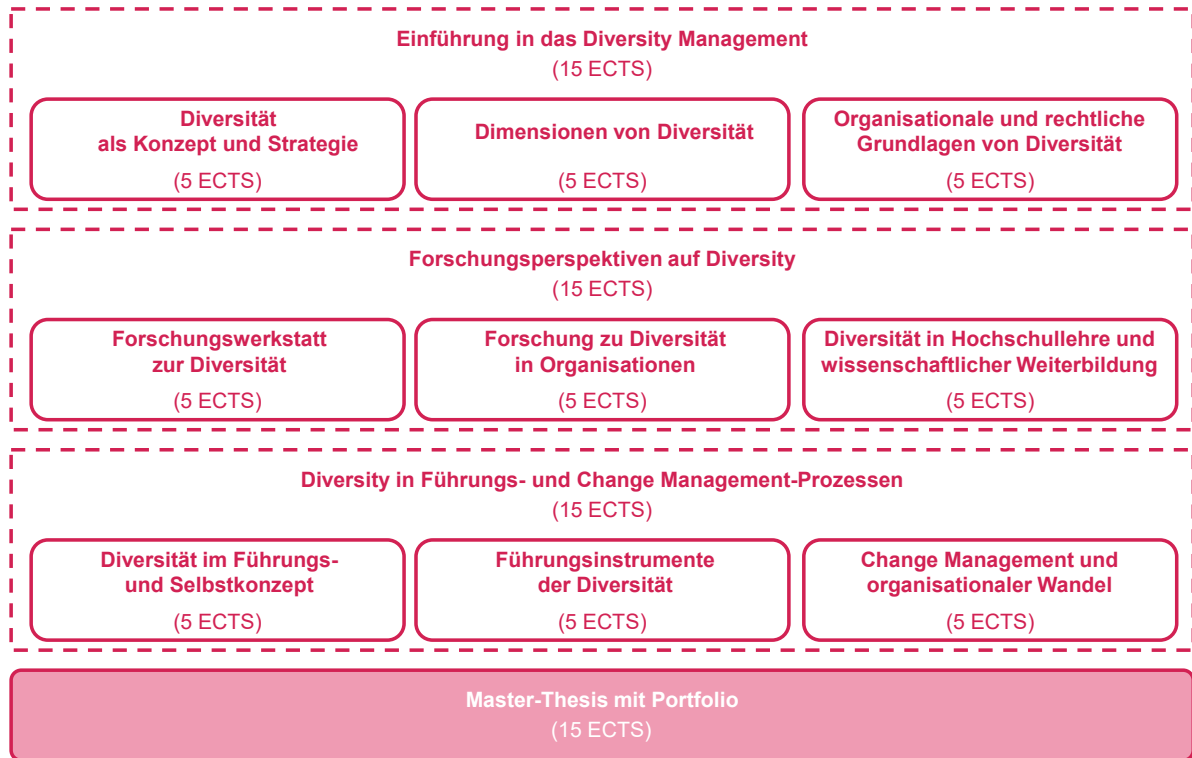 Einführung in das Diversity Management
(15 ECTS)
Diversität
als Konzept und Strategie
(5 ECTS)
Dimensionen von Diversität
(5 ECTS)
Organisationale und rechtliche
Grundlagen von Diversität
(5 ECTS)
Forschungsperspektiven auf Diversity
(15 ECTS)
Forschungswerkstatt
zur Diversität
(5 ECTS)
Forschung zu Diversität
in Organisationen
(5 ECTS)
Diversität in Hochschullehre und
wissenschaftlicher Weiterbildung
(5 ECTS)
Diversity in Führungs- und Change Management-Prozessen
(15 ECTS)
Diversität im Führungs-
und Selbstkonzept
(5 ECTS)
Führungsinstrumente
der Diversität
(5 ECTS)
Change Management und
organisationaler Wandel
(5 ECTS)
Master-Thesis mit Portfolio
(15 ECTS)